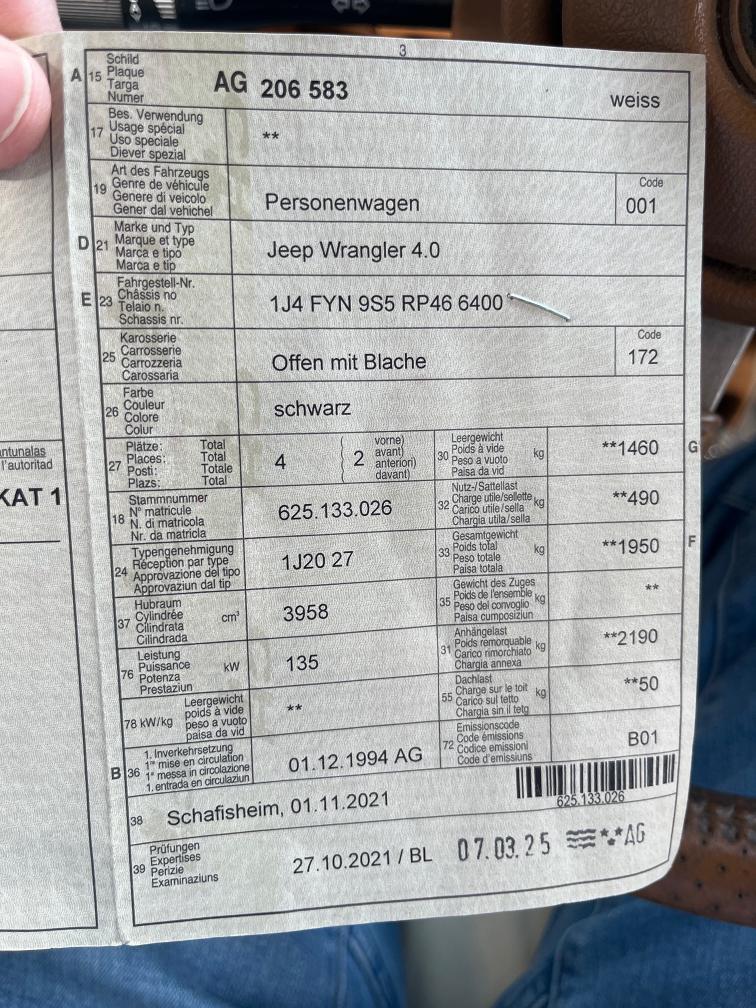 3
A 15 Schild
Plaque
Targa
Numer
AG 206 583
weiss
17 Bes. Verwendung
Usage spécial
Uso speciale
Diever spezial
**
19 Art des Fahrzeugs
Genre de véhicule
Genere di veicolo
Gener dal vehichel
Personenwagen
Code
001
D 21 Marke und Typ
Marque et type
Marca e tipo
Marca e tip
Jeep Wrangler 4.0
E 23 Fahrgestell-Nr.
Châssis no
Telaio n.
Schassis nr.
1J4 FYN 9S5 RP46 6400
25 Karosserie
Carrosserie
Carrozzeria
Carossaria
Offen mit Blache
Code
172
26 Farbe
Couleur
Colore
Colur
schwarz
27 Plätze: Total
Places: Total
Posti: Totale
Plazs: Total
4
2
vorne)
avant)
anteriori)
davant)
30 Leergewicht
Poids à vide
Peso a vuoto
Paisa da vid
kg
**1460
G
18 Stammnummer
N° matricule
N. di matricola
Nr. da matricla
625.133.026
32 Nutz-/Sattellast
Charge utile/sellette
Carico utile/sella
Chargia utila/sella
kg
**490
24 Typengenehmigung
Réception par type
Approvazione del tipo
Approvaziun dal tip
1J20 27
33 Gesamtgewicht
Poids total
Peso totale
Paisa totala
kg
**1950
F
37 Hubraum
Cylindrée
Cilindrata
Cilindrada
cm³
3958
35 Gewicht des Zuges
Poids de l'ensemble
Peso del convoglio
Paisa cumposiziun
kg
**
76 Leistung
Puissance
Potenza
Prestaziun
kW
135
31 Anhängelast
Poids remorquable
Carico rimorchiato
Chargia annexa
kg
**2190
78 kW/kg
Leergewicht
poids à vide
peso a vuoto
paisa da vid
**
55 Dachlast
Charge sur le toit
Carico sul tetto
Chargia sin il tetg
kg
**50
B 36 1. Inverkehrsetzung
1re mise en circulation
1a messa in circolazione
1. entrada en circulaziun
01.12.1994 AG
72 Emissionscode
Code émissions
Codice emissioni
Code d'emissiuns
B01
38 Schafisheim, 01.11.2021
625.133.026
39 Prüfungen
Expertises
Perizie
Examinaziuns
27.10.2021 / BL
07.03.25
AG
antunalas
l'autoritad
KAT 1